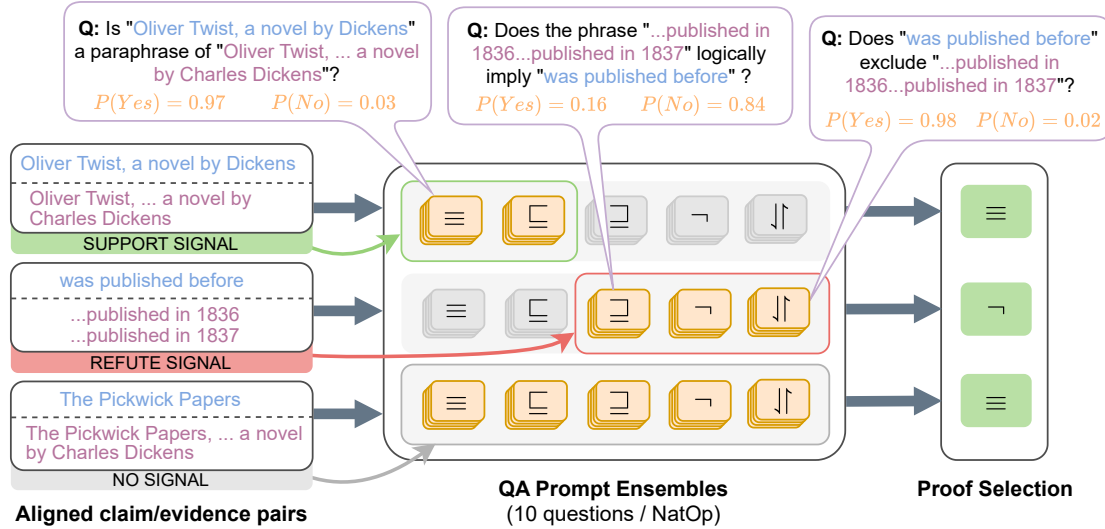 Q: Is "Oliver Twist, a novel by Dickens"
a paraphrase of "Oliver Twist, ... a novel
by Charles Dickens"?
P(Yes) = 0.97 P(No) = 0.03
Q: Does the phrase "...published in
1836...published in 1837" logically
imply "was published before" ?
P(Yes) = 0.16 P(No) = 0.84
Q: Does "was published before"
exclude "...published in
1836...published in 1837"?
P(Yes) = 0.98 P(No) = 0.02
Oliver Twist, a novel by Dickens
Oliver Twist, ... a novel by
Charles Dickens
SUPPORT SIGNAL
≡ ⊑ ⊒ ¬ ⥯
≡
was published before
...published in 1836
...published in 1837
REFUTE SIGNAL
≡ ⊑ ⊒ ¬ ⥯
¬
The Pickwick Papers
The Pickwick Papers, ... a novel
by Charles Dickens
NO SIGNAL
≡ ⊑ ⊒ ¬ ⥯
≡
Aligned claim/evidence pairs
QA Prompt Ensembles
(10 questions / NatOp)
Proof Selection